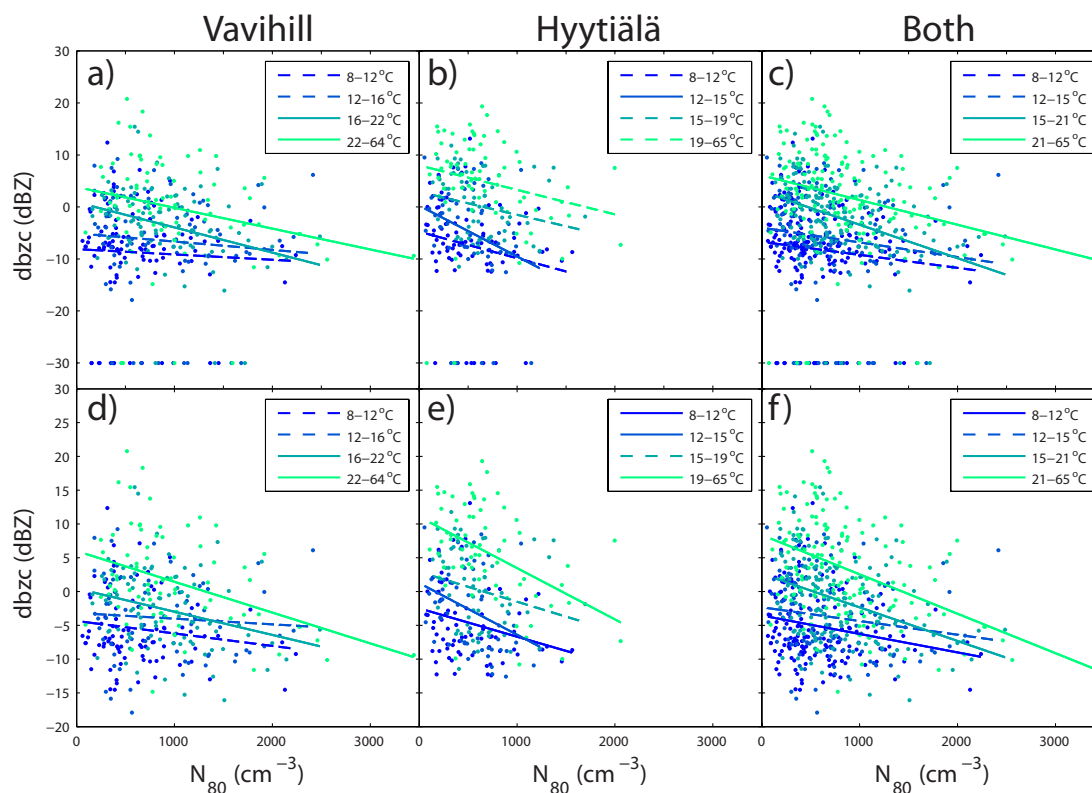 Vavihill Hyytiälä Both
a) b) c)
8–12°C
12–16°C
16–22°C
22–64°C
8–12°C
12–15°C
15–19°C
19–65°C
8–12°C
12–15°C
15–21°C
21–65°C
dbzc (dBZ)
30
20
10
0
−10
−20
−30
d) e) f)
8–12°C
12–16°C
16–22°C
22–64°C
8–12°C
12–15°C
15–19°C
19–65°C
8–12°C
12–15°C
15–21°C
21–65°C
dbzc (dBZ)
30
25
20
15
10
5
0
−5
−10
−15
−20
0 1000 2000 3000 0 1000 2000 3000 0 1000 2000 3000
N80 (cm−3) N80 (cm−3) N80 (cm−3)